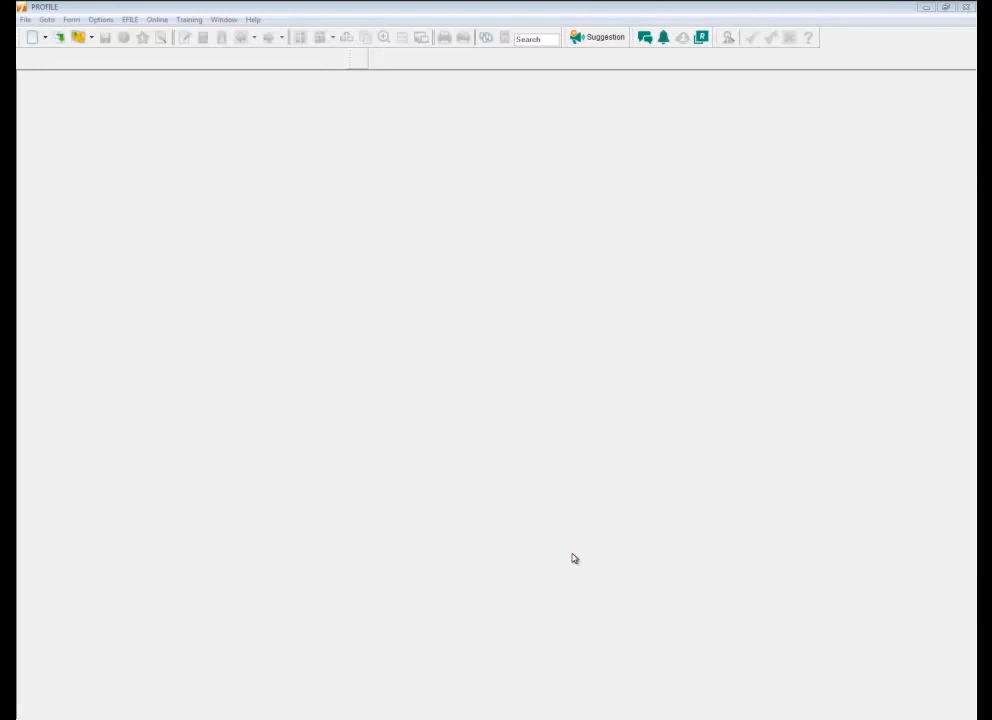 PROFILE
File Goto Form Options EFILE Online Training Window Help
Search Suggestion R ?